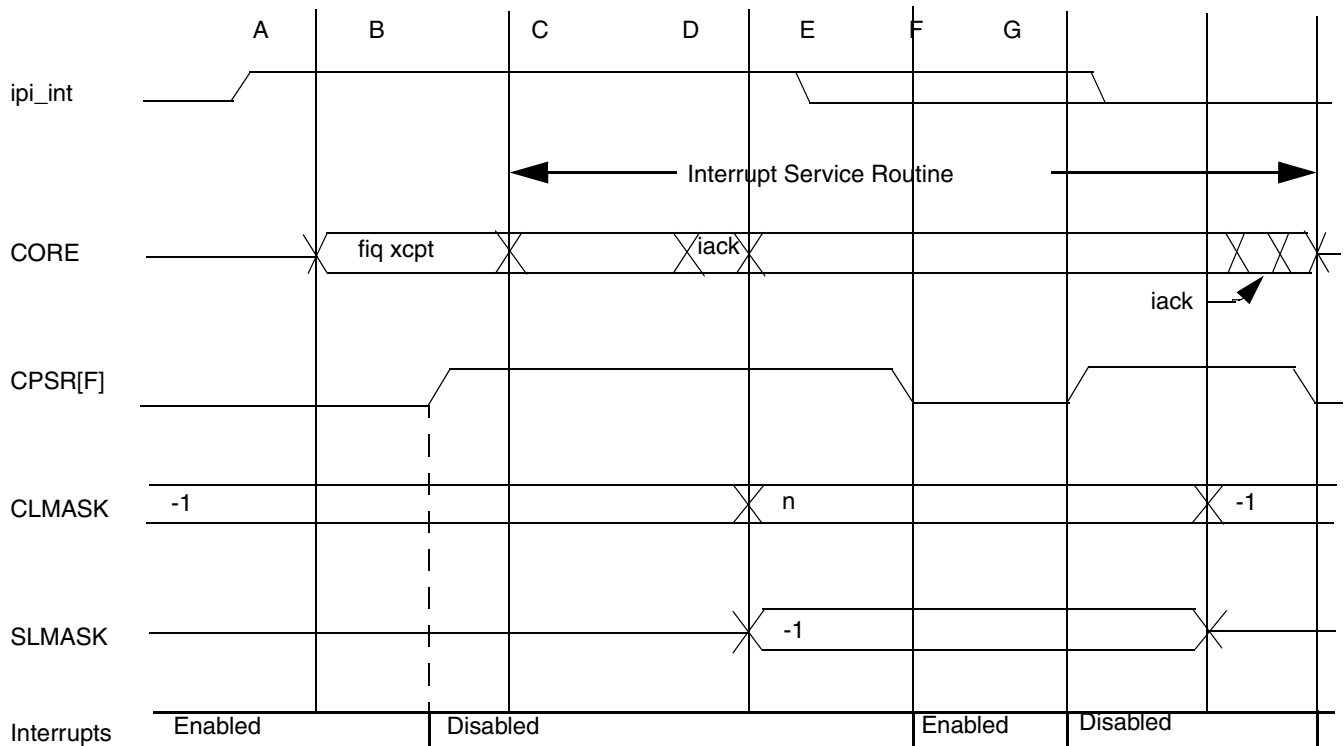 A B C D E F G
ipi_int
Interrupt Service Routine
CORE fiq xcpt iack
iack
CPSR[F]
CLMASK -1 n -1
SLMASK -1
Interrupts Enabled Disabled Enabled Disabled